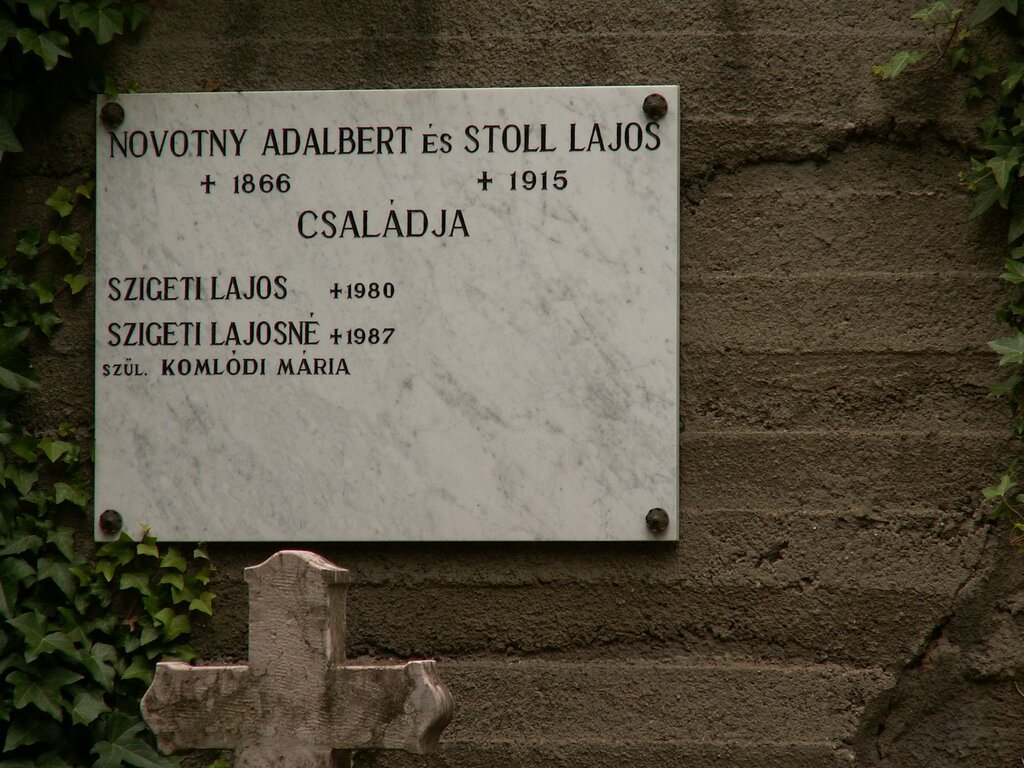 NOVOTNY ADALBERT ÉS STOLL LAJOS
✝ 1866 ✝ 1915
CSALÁDJA
SZIGETI LAJOS ✝1980
SZIGETI LAJOSNÉ ✝1987
SZÜL. KOMLÓDI MÁRIA